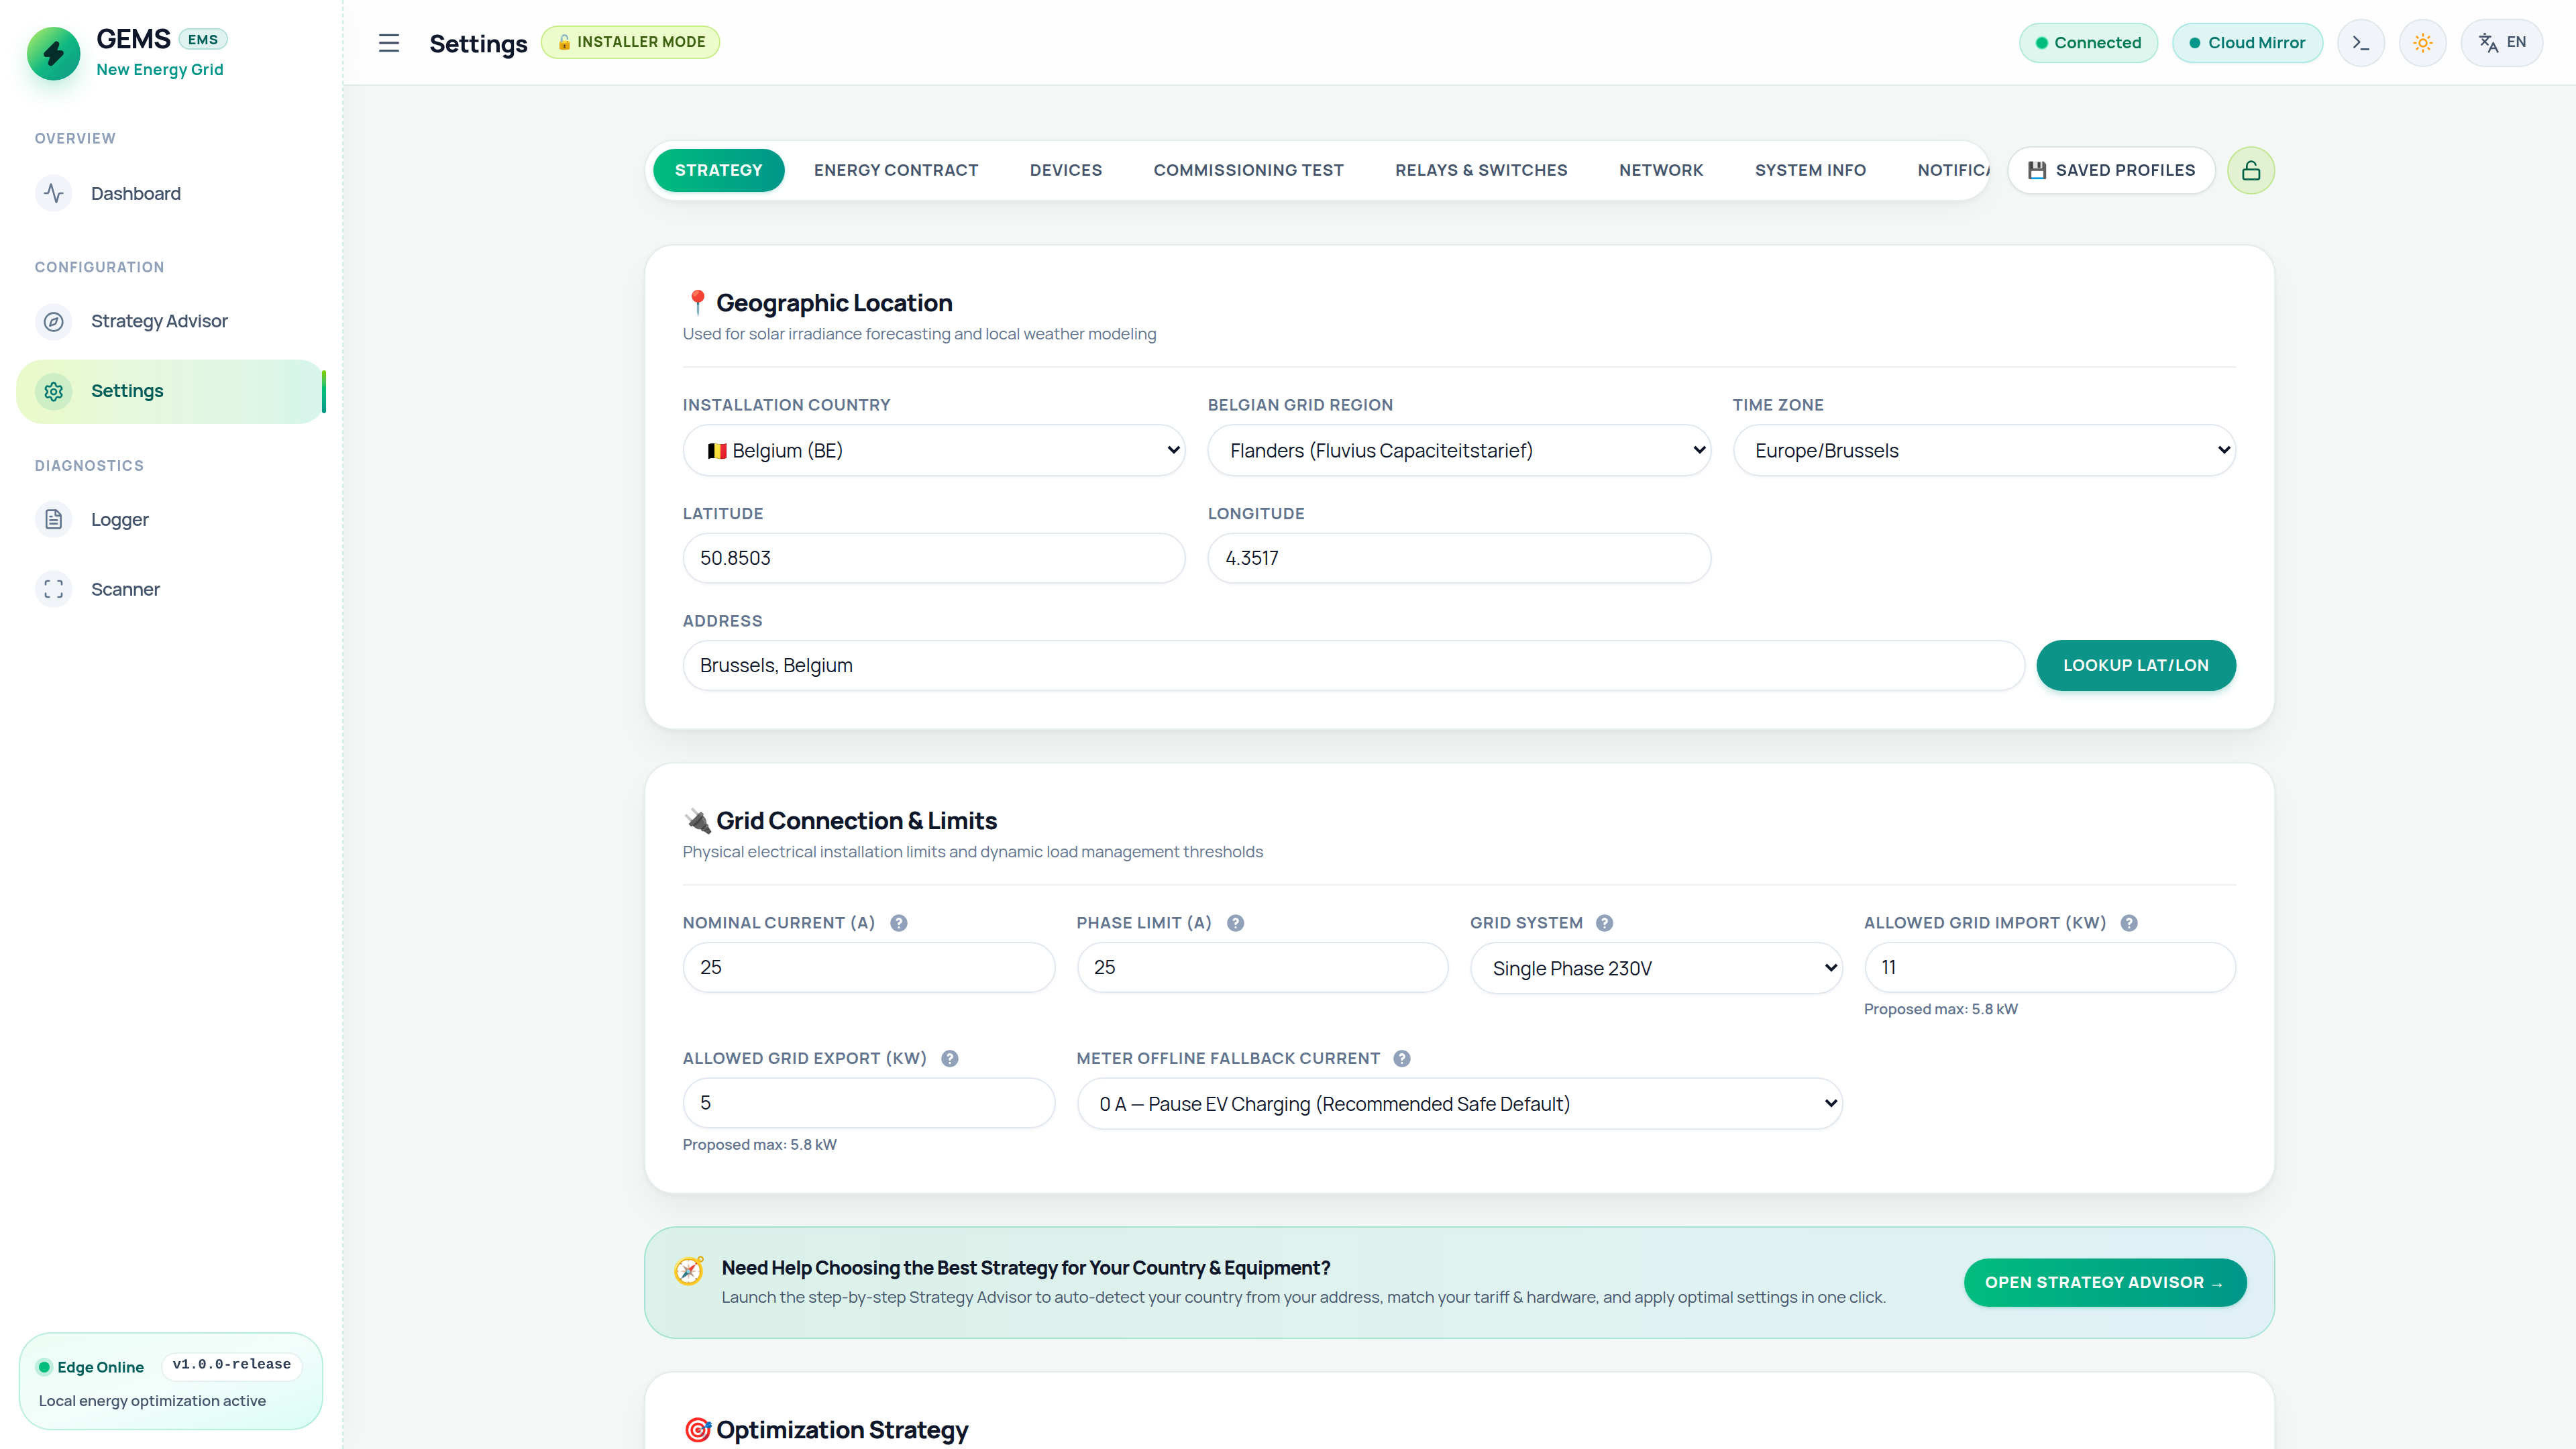 GEMS EMS
New Energy Grid
OVERVIEW
Dashboard
CONFIGURATION
Strategy Advisor
Settings
DIAGNOSTICS
Logger
Scanner
Edge Online v1.0.0-release
Local energy optimization active
Settings 🔓 INSTALLER MODE
Connected Cloud Mirror EN
STRATEGY ENERGY CONTRACT DEVICES COMMISSIONING TEST RELAYS & SWITCHES NETWORK SYSTEM INFO NOTIFICA 💾 SAVED PROFILES
📍 Geographic Location
Used for solar irradiance forecasting and local weather modeling
INSTALLATION COUNTRY BELGIAN GRID REGION TIME ZONE
🇧🇪 Belgium (BE) Flanders (Fluvius Capaciteitstarief) Europe/Brussels
LATITUDE LONGITUDE
50.8503 4.3517
ADDRESS
Brussels, Belgium LOOKUP LAT/LON
🔌 Grid Connection & Limits
Physical electrical installation limits and dynamic load management thresholds
NOMINAL CURRENT (A) ? PHASE LIMIT (A) ? GRID SYSTEM ? ALLOWED GRID IMPORT (KW) ?
25 25 Single Phase 230V 11
Proposed max: 5.8 kW
ALLOWED GRID EXPORT (KW) ? METER OFFLINE FALLBACK CURRENT ?
5 0 A — Pause EV Charging (Recommended Safe Default)
Proposed max: 5.8 kW
🧭 Need Help Choosing the Best Strategy for Your Country & Equipment?
Launch the step-by-step Strategy Advisor to auto-detect your country from your address, match your tariff & hardware, and apply optimal settings in one click.
OPEN STRATEGY ADVISOR →
🎯 Optimization Strategy